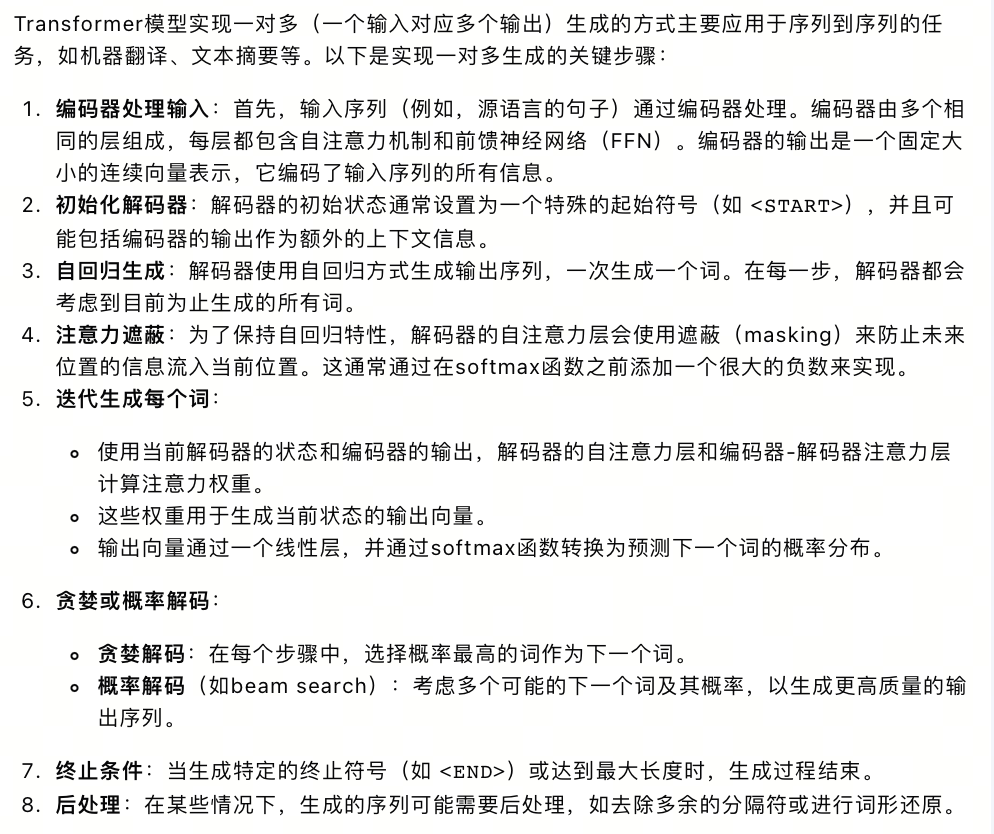 Transformer模型实现一对多（一个输入对应多个输出）生成的方式主要应用于序列到序列的任
务，如机器翻译、文本摘要等。以下是实现一对多生成的关键步骤：
1. 编码器处理输入：首先，输入序列（例如，源语言的句子）通过编码器处理。编码器由多个相
同的层组成，每层都包含自注意力机制和前馈神经网络（FFN）。编码器的输出是一个固定大
小的连续向量表示，它编码了输入序列的所有信息。
2. 初始化解码器：解码器的初始状态通常设置为一个特殊的起始符号（如 <START>），并且可
能包括编码器的输出作为额外的上下文信息。
3. 自回归生成：解码器使用自回归方式生成输出序列，一次生成一个词。在每一步，解码器都会
考虑到目前为止生成的所有词。
4. 注意力遮蔽：为了保持自回归特性，解码器的自注意力层会使用遮蔽（masking）来防止未来
位置的信息流入当前位置。这通常通过在softmax函数之前添加一个很大的负数来实现。
5. 迭代生成每个词：
使用当前解码器的状态和编码器的输出，解码器的自注意力层和编码器-解码器注意力层
计算注意力权重。
这些权重用于生成当前状态的输出向量。
输出向量通过一个线性层，并通过softmax函数转换为预测下一个词的概率分布。
6. 贪婪或概率解码：
贪婪解码：在每个步骤中，选择概率最高的词作为下一个词。
概率解码（如beam search）：考虑多个可能的下一个词及其概率，以生成更高质量的输
出序列。
7. 终止条件：当生成特定的终止符号（如 <END>）或达到最大长度时，生成过程结束。
8. 后处理：在某些情况下，生成的序列可能需要后处理，如去除多余的分隔符或进行词形还原。